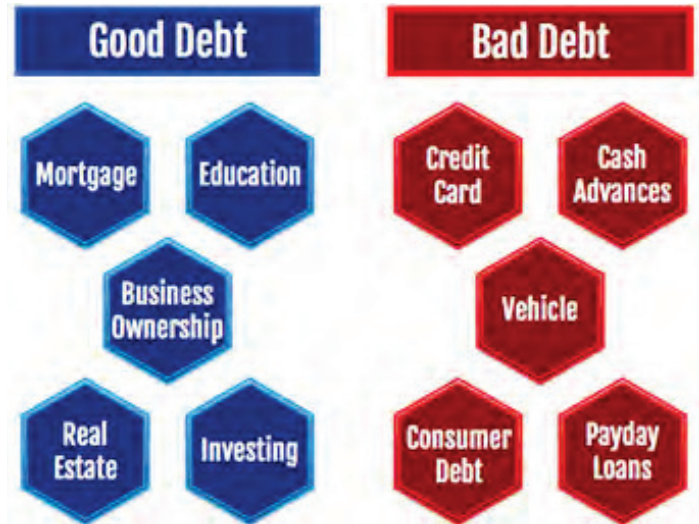 Good Debt
Mortgage
Education
Business
Ownership
Real
Estate
Investing
Bad Debt
Credit
Card
Cash
Advances
Vehicle
Consumer
Debt
Payday
Loans